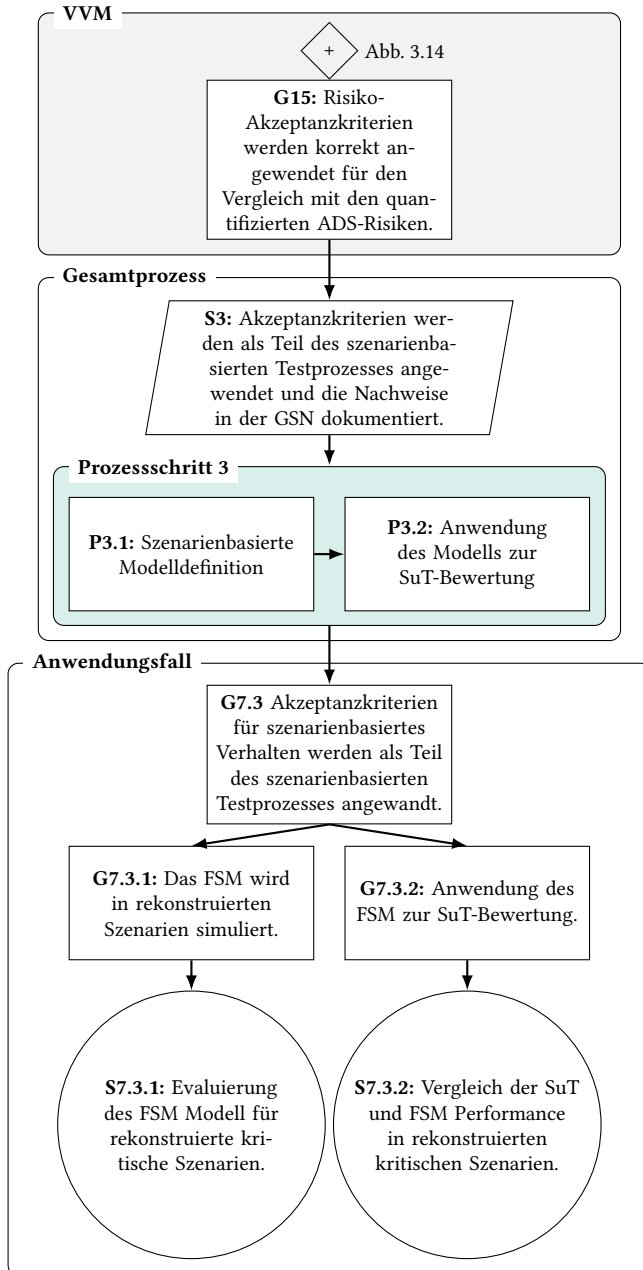 VVM
+
Abb. 3.14
G15: Risiko-
Akzeptanzkriterien
werden korrekt an-
gewendet für den
Vergleich mit den quan-
tifizierten ADS-Risiken.
Gesamtprozess
S3: Akzeptanzkriterien wer-
den als Teil des szenarienba-
sierten Testprozesses ange-
wendet und die Nachweise
in der GSN dokumentiert.
Prozessschritt 3
P3.1: Szenarienbasierte
Modelldefinition
P3.2: Anwendung
des Modells zur
SuT-Bewertung
Anwendungsfall
G7.3 Akzeptanzkriterien
für szenarienbasiertes
Verhalten werden als Teil
des szenarienbasierten
Testprozesses angewandt.
G7.3.1: Das FSM wird
in rekonstruierten
Szenarien simuliert.
G7.3.2: Anwendung des
FSM zur SuT-Bewertung.
S7.3.1: Evaluierung
des FSM Modell für
rekonstruierte kri-
tische Szenarien.
S7.3.2: Vergleich der SuT
und FSM Performance
in rekonstruierten
kritischen Szenarien.